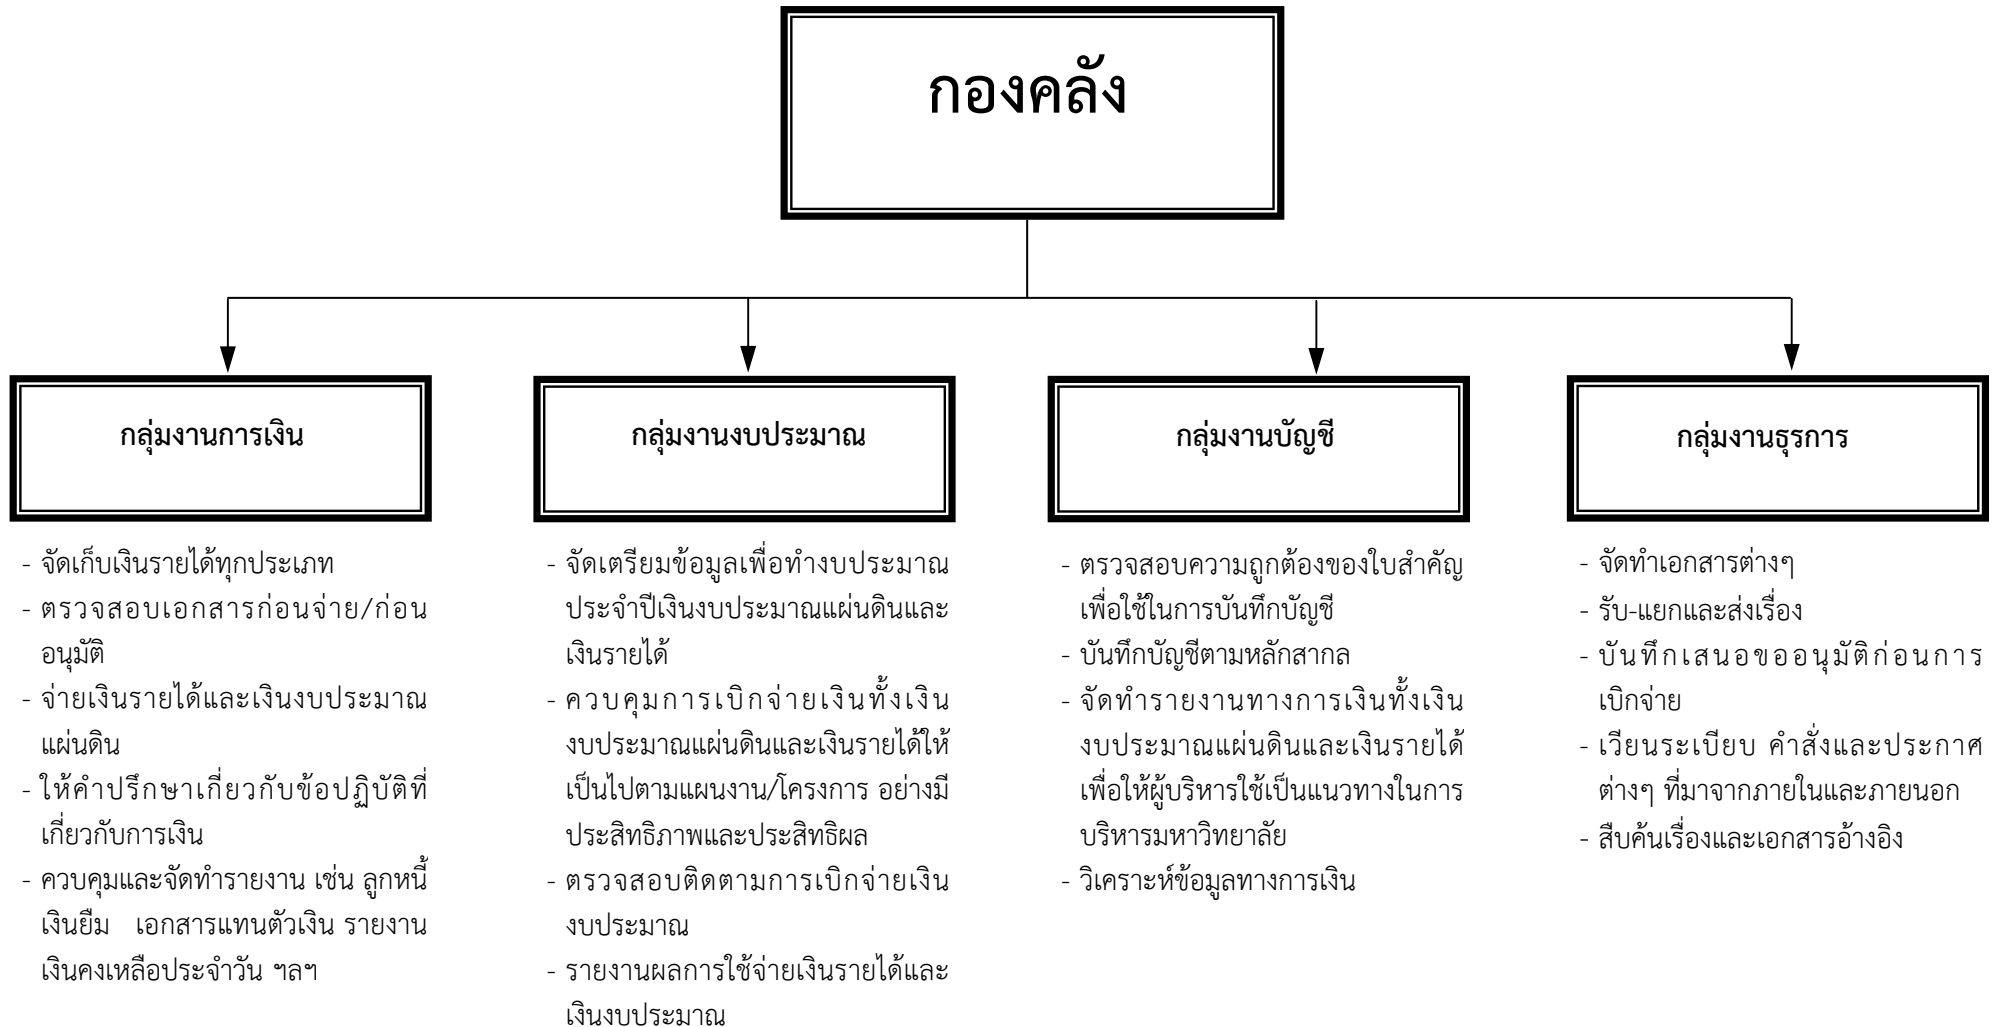 กองคลัง
กลุ่มงานการเงิน
- จัดเก็บเงินรายได้ทุกประเภท
- ตรวจสอบเอกสารก่อนจ่าย/ก่อน
อนุมัติ
- จ่ายเงินรายได้และเงินงบประมาณ
แผ่นดิน
- ให้คำปรึกษาเกี่ยวกับข้อปฏิบัติที่
เกี่ยวกับการเงิน
- ควบคุมและจัดทำรายงาน เช่น ลูกหนี้
เงินยืม เอกสารแทนตัวเงิน รายงาน
เงินคงเหลือประจำวัน ฯลฯ
กลุ่มงานงบประมาณ
- จัดเตรียมข้อมูลเพื่อทำงบประมาณ
ประจำปีเงินงบประมาณแผ่นดินและ
เงินรายได้
- ควบคุมการเบิกจ่ายเงินทั้งเงิน
งบประมาณแผ่นดินและเงินรายได้ให้
เป็นไปตามแผนงาน/โครงการ อย่างมี
ประสิทธิภาพและประสิทธิผล
- ตรวจสอบติดตามการเบิกจ่ายเงิน
งบประมาณ
- รายงานผลการใช้จ่ายเงินรายได้และ
เงินงบประมาณ
กลุ่มงานบัญชี
- ตรวจสอบความถูกต้องของใบสำคัญ
เพื่อใช้ในการบันทึกบัญชี
- บันทึกบัญชีตามหลักสากล
- จัดทำรายงานทางการเงินทั้งเงิน
งบประมาณแผ่นดินและเงินรายได้
เพื่อให้ผู้บริหารใช้เป็นแนวทางในการ
บริหารมหาวิทยาลัย
- วิเคราะห์ข้อมูลทางการเงิน
กลุ่มงานธุรการ
- จัดทำเอกสารต่างๆ
- รับ-แยกและส่งเรื่อง
- บันทึกเสนอขออนุมัติก่อนการ
เบิกจ่าย
- เวียนระเบียบ คำสั่งและประกาศ
ต่างๆ ที่มาจากภายในและภายนอก
- สืบค้นเรื่องและเอกสารอ้างอิง